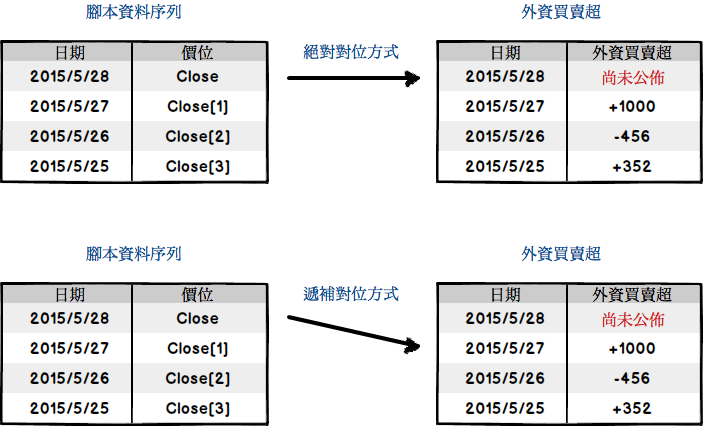 腳本資料序列 外資買賣超
日期 價位 絕對對位方式 日期 外資買賣超
2015/5/28 Close 2015/5/28 尚未公佈
2015/5/27 Close[1] 2015/5/27 +1000
2015/5/26 Close[2] 2015/5/26 -456
2015/5/25 Close[3] 2015/5/25 +352
腳本資料序列 外資買賣超
日期 價位 遞補對位方式 日期 外資買賣超
2015/5/28 Close 2015/5/28 尚未公佈
2015/5/27 Close[1] 2015/5/27 +1000
2015/5/26 Close[2] 2015/5/26 -456
2015/5/25 Close[3] 2015/5/25 +352